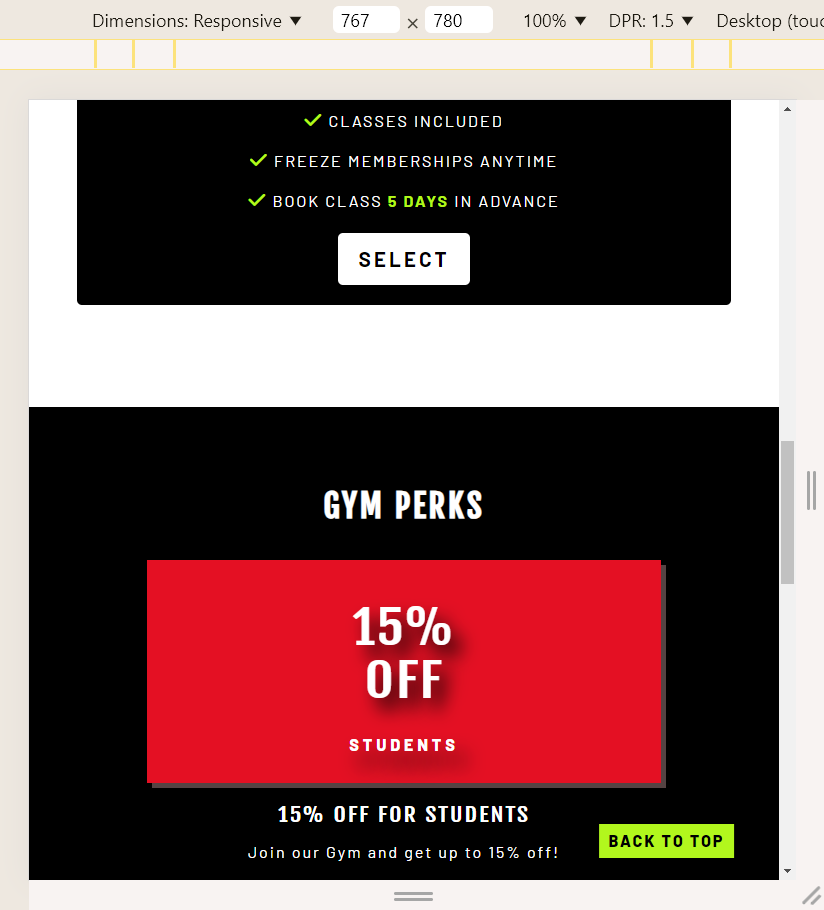 Dimensions: Responsive ▼ 767 × 780 100% ▼ DPR: 1.5 ▼ Desktop (touc
CLASSES INCLUDED
FREEZE MEMBERSHIPS ANYTIME
BOOK CLASS 5 DAYS IN ADVANCE
SELECT
GYM PERKS
15%
OFF
STUDENTS
15% OFF FOR STUDENTS
Join our Gym and get up to 15% off!
BACK TO TOP